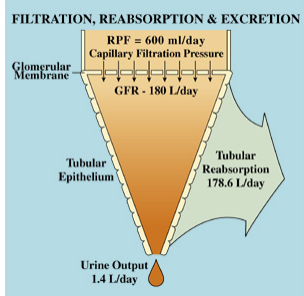 FILTRATION, REABSORPTION & EXCRETION
RPF = 600 ml/day
Capillary Filtration Pressure
Glomerular
Membrane
GFR - 180 L/day
Tubular
Epithelium
Tubular
Reabsorption
178.6 L/day
Urine Output
1.4 L/day